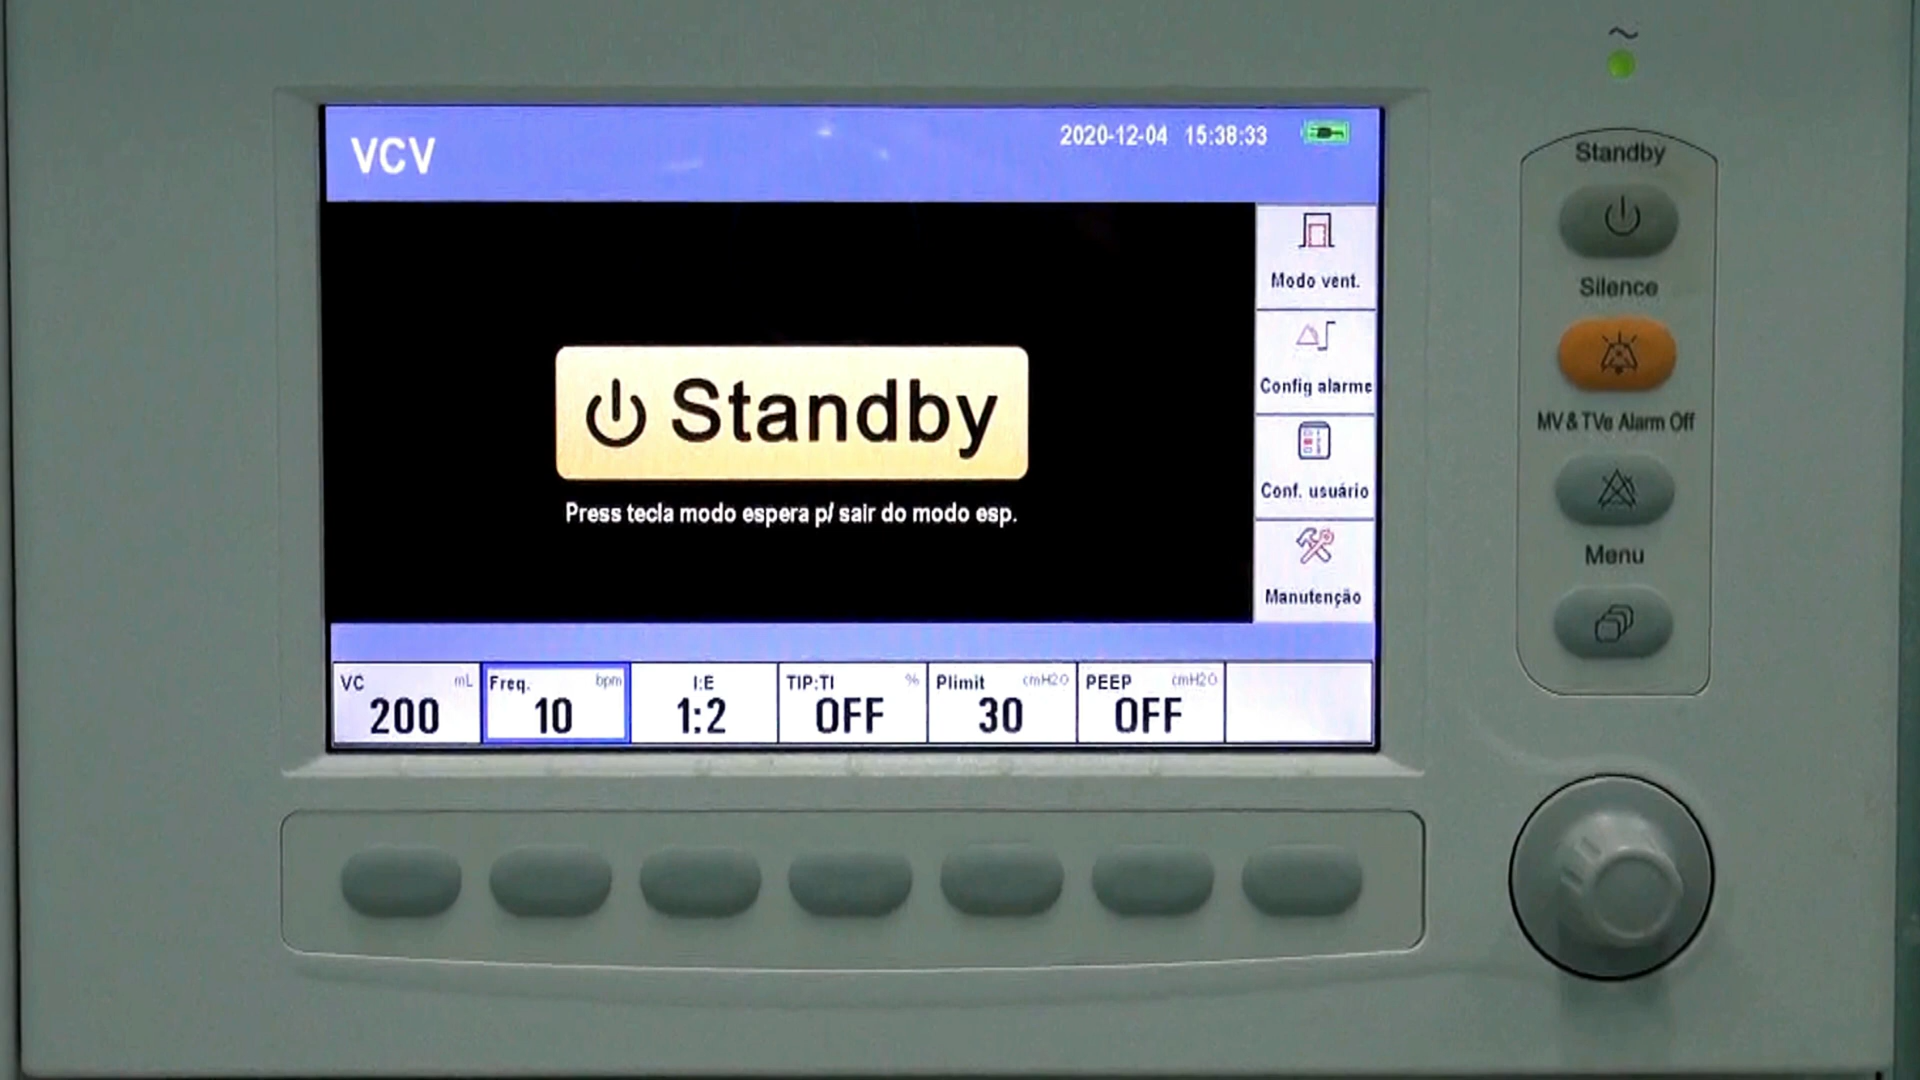 VCV
2020-12-04 15:38:33
Standby
Press tecla modo espera p/ sair do modo esp.
Modo vent.
Config alarme
Conf. usuário
Manutenção
VC mL
200
Freq. bpm
10
I:E
1:2
TIP:TI %
OFF
Plimit cmH2O
30
PEEP cmH2O
OFF
Standby
Silence
MV & TVe Alarm Off
Menu